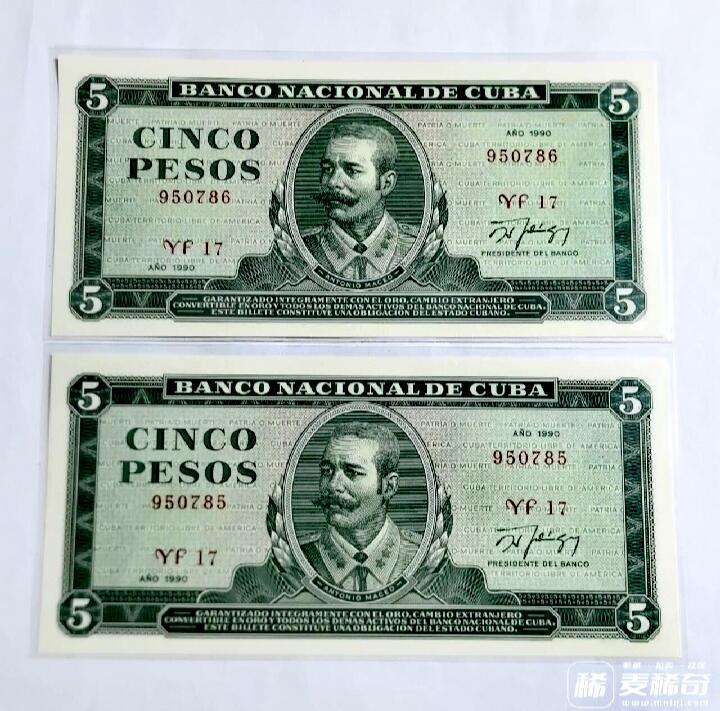 5 BANCO NACIONAL DE CUBA 5
CINCO
PESOS
AÑO 1990
950786
950786
YF 17
YF 17
AÑO 1990
PRESIDENTE DEL BANCO
ANTONIO MACEO
5 5
GARANTIZADO INTEGRAMENTE CON EL ORO, CAMBIO EXTRANJERO
CONVERTIBLE EN ORO Y TODOS LOS DEMAS ACTIVOS DEL BANCO NACIONAL DE CUBA.
ESTE BILLETE CONSTITUYE UNA OBLIGACION DEL ESTADO CUBANO.
5 BANCO NACIONAL DE CUBA 5
CINCO
PESOS
AÑO 1990
950785
950785
YF 17
YF 17
AÑO 1990
PRESIDENTE DEL BANCO
ANTONIO MACEO
5 5
GARANTIZADO INTEGRAMENTE CON EL ORO, CAMBIO EXTRANJERO
CONVERTIBLE EN ORO Y TODOS LOS DEMAS ACTIVOS DEL BANCO NACIONAL DE CUBA.
ESTE BILLETE CONSTITUYE UNA OBLIGACION DEL ESTADO CUBANO.
稀 麦稀奇
www.mxiqi.com